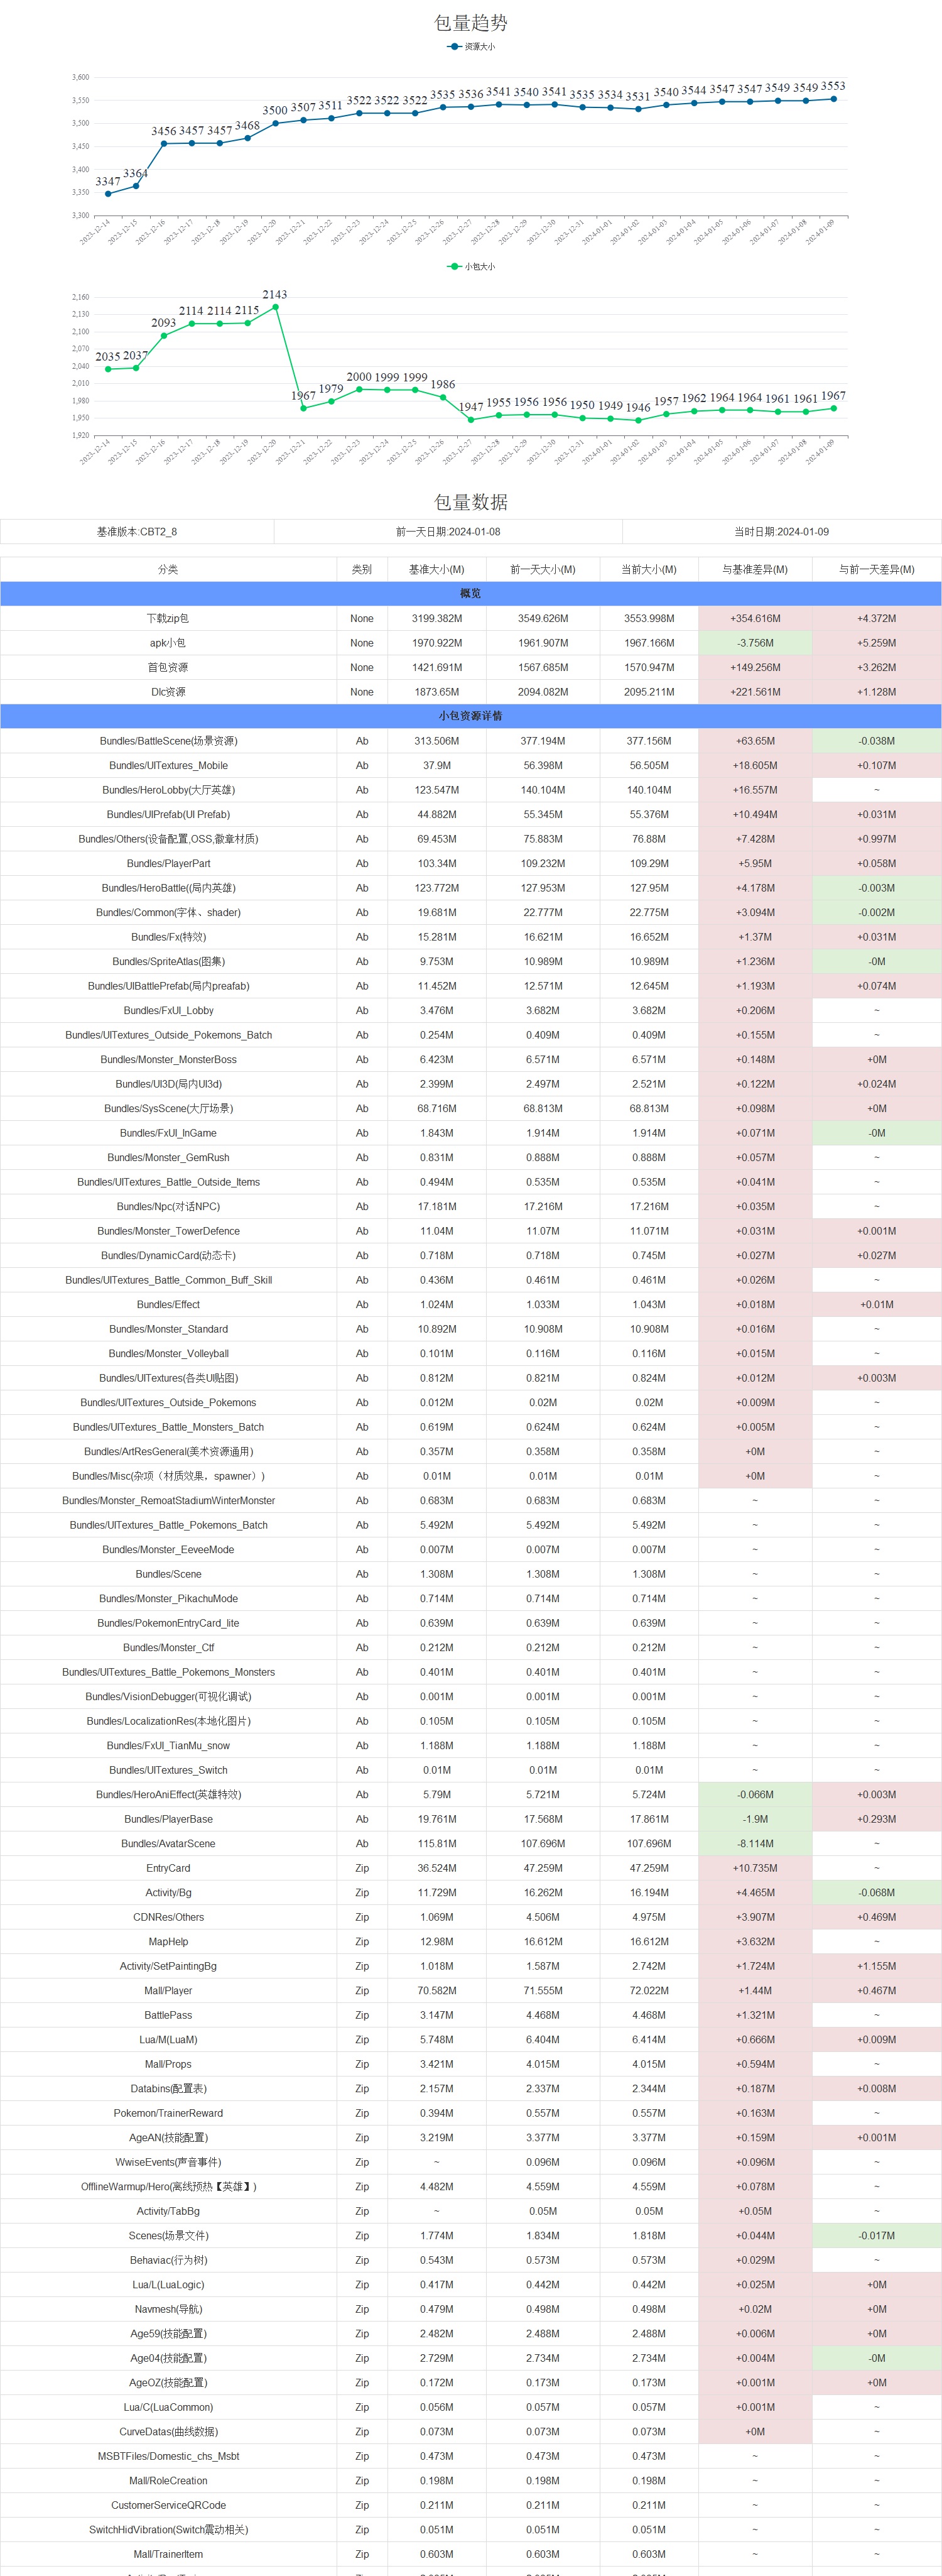 包量趋势
资源大小
3,600
3,550
3,500
3,450
3,400
3,350
3,300
3347 3364 3456 3457 3457 3468 3500 3507 3511 3522 3522 3522 3535 3536 3541 3540 3541 3535 3534 3531 3540 3544 3547 3547 3549 3549 3553
2023-12-14 2023-12-15 2023-12-16 2023-12-17 2023-12-18 2023-12-19 2023-12-20 2023-12-21 2023-12-22 2023-12-23 2023-12-24 2023-12-25 2023-12-26 2023-12-27 2023-12-28 2023-12-29 2023-12-30 2023-12-31 2024-01-01 2024-01-02 2024-01-03 2024-01-04 2024-01-05 2024-01-06 2024-01-07 2024-01-08 2024-01-09
小包大小
2,160
2,130
2,100
2,070
2,040
2,010
1,980
1,950
1,920
2035 2037 2093 2114 2114 2115 2143 1967 1979 2000 1999 1999 1986 1947 1955 1956 1956 1950 1949 1946 1957 1962 1964 1964 1961 1961 1967
2023-12-14 2023-12-15 2023-12-16 2023-12-17 2023-12-18 2023-12-19 2023-12-20 2023-12-21 2023-12-22 2023-12-23 2023-12-24 2023-12-25 2023-12-26 2023-12-27 2023-12-28 2023-12-29 2023-12-30 2023-12-31 2024-01-01 2024-01-02 2024-01-03 2024-01-04 2024-01-05 2024-01-06 2024-01-07 2024-01-08 2024-01-09
包量数据
基准版本:CBT2_8 前一天日期:2024-01-08 当时日期:2024-01-09
分类 类别 基准大小(M) 前一天大小(M) 当前大小(M) 与基准差异(M) 与前一天差异(M)
概览
下载zip包 None 3199.382M 3549.626M 3553.998M +354.616M +4.372M
apk小包 None 1970.922M 1961.907M 1967.166M -3.756M +5.259M
首包资源 None 1421.691M 1567.685M 1570.947M +149.256M +3.262M
Dlc资源 None 1873.65M 2094.082M 2095.211M +221.561M +1.128M
小包资源详情
Bundles/BattleScene(场景资源) Ab 313.506M 377.194M 377.156M +63.65M -0.038M
Bundles/UITextures_Mobile Ab 37.9M 56.398M 56.505M +18.605M +0.107M
Bundles/HeroLobby(大厅英雄) Ab 123.547M 140.104M 140.104M +16.557M ~
Bundles/UIPrefab(UI Prefab) Ab 44.882M 55.345M 55.376M +10.494M +0.031M
Bundles/Others(设备配置,OSS,徽章材质) Ab 69.453M 75.883M 76.88M +7.428M +0.997M
Bundles/PlayerPart Ab 103.34M 109.232M 109.29M +5.95M +0.058M
Bundles/HeroBattle((局内英雄) Ab 123.772M 127.953M 127.95M +4.178M -0.003M
Bundles/Common(字体、shader) Ab 19.681M 22.777M 22.775M +3.094M -0.002M
Bundles/Fx(特效) Ab 15.281M 16.621M 16.652M +1.37M +0.031M
Bundles/SpriteAtlas(图集) Ab 9.753M 10.989M 10.989M +1.236M -0M
Bundles/UIBattlePrefab(局内preafab) Ab 11.452M 12.571M 12.645M +1.193M +0.074M
Bundles/FxUI_Lobby Ab 3.476M 3.682M 3.682M +0.206M ~
Bundles/UITextures_Outside_Pokemons_Batch Ab 0.254M 0.409M 0.409M +0.155M ~
Bundles/Monster_MonsterBoss Ab 6.423M 6.571M 6.571M +0.148M +0M
Bundles/UI3D(局内UI3d) Ab 2.399M 2.497M 2.521M +0.122M +0.024M
Bundles/SysScene(大厅场景) Ab 68.716M 68.813M 68.813M +0.098M +0M
Bundles/FxUI_InGame Ab 1.843M 1.914M 1.914M +0.071M -0M
Bundles/Monster_GemRush Ab 0.831M 0.888M 0.888M +0.057M ~
Bundles/UITextures_Battle_Outside_Items Ab 0.494M 0.535M 0.535M +0.041M ~
Bundles/Npc(对话NPC) Ab 17.181M 17.216M 17.216M +0.035M ~
Bundles/Monster_TowerDefence Ab 11.04M 11.07M 11.071M +0.031M +0.001M
Bundles/DynamicCard(动态卡) Ab 0.718M 0.718M 0.745M +0.027M +0.027M
Bundles/UITextures_Battle_Common_Buff_Skill Ab 0.436M 0.461M 0.461M +0.026M ~
Bundles/Effect Ab 1.024M 1.033M 1.043M +0.018M +0.01M
Bundles/Monster_Standard Ab 10.892M 10.908M 10.908M +0.016M ~
Bundles/Monster_Volleyball Ab 0.101M 0.116M 0.116M +0.015M ~
Bundles/UITextures(各类UI贴图) Ab 0.812M 0.821M 0.824M +0.012M +0.003M
Bundles/UITextures_Outside_Pokemons Ab 0.012M 0.02M 0.02M +0.009M ~
Bundles/UITextures_Battle_Monsters_Batch Ab 0.619M 0.624M 0.624M +0.005M ~
Bundles/ArtResGeneral(美术资源通用) Ab 0.357M 0.358M 0.358M +0M ~
Bundles/Misc(杂项（材质效果，spawner）) Ab 0.01M 0.01M 0.01M +0M ~
Bundles/Monster_RemoatStadiumWinterMonster Ab 0.683M 0.683M 0.683M ~ ~
Bundles/UITextures_Battle_Pokemons_Batch Ab 5.492M 5.492M 5.492M ~ ~
Bundles/Monster_EeveeMode Ab 0.007M 0.007M 0.007M ~ ~
Bundles/Scene Ab 1.308M 1.308M 1.308M ~ ~
Bundles/Monster_PikachuMode Ab 0.714M 0.714M 0.714M ~ ~
Bundles/PokemonEntryCard_lite Ab 0.639M 0.639M 0.639M ~ ~
Bundles/Monster_Ctf Ab 0.212M 0.212M 0.212M ~ ~
Bundles/UITextures_Battle_Pokemons_Monsters Ab 0.401M 0.401M 0.401M ~ ~
Bundles/VisionDebugger(可视化调试) Ab 0.001M 0.001M 0.001M ~ ~
Bundles/LocalizationRes(本地化图片) Ab 0.105M 0.105M 0.105M ~ ~
Bundles/FxUI_TianMu_snow Ab 1.188M 1.188M 1.188M ~ ~
Bundles/UITextures_Switch Ab 0.01M 0.01M 0.01M ~ ~
Bundles/HeroAniEffect(英雄特效) Ab 5.79M 5.721M 5.724M -0.066M +0.003M
Bundles/PlayerBase Ab 19.761M 17.568M 17.861M -1.9M +0.293M
Bundles/AvatarScene Ab 115.81M 107.696M 107.696M -8.114M ~
EntryCard Zip 36.524M 47.259M 47.259M +10.735M ~
Activity/Bg Zip 11.729M 16.262M 16.194M +4.465M -0.068M
CDNRes/Others Zip 1.069M 4.506M 4.975M +3.907M +0.469M
MapHelp Zip 12.98M 16.612M 16.612M +3.632M ~
Activity/SetPaintingBg Zip 1.018M 1.587M 2.742M +1.724M +1.155M
Mall/Player Zip 70.582M 71.555M 72.022M +1.44M +0.467M
BattlePass Zip 3.147M 4.468M 4.468M +1.321M ~
Lua/M(LuaM) Zip 5.748M 6.404M 6.414M +0.666M +0.009M
Mall/Props Zip 3.421M 4.015M 4.015M +0.594M ~
Databins(配置表) Zip 2.157M 2.337M 2.344M +0.187M +0.008M
Pokemon/TrainerReward Zip 0.394M 0.557M 0.557M +0.163M ~
AgeAN(技能配置) Zip 3.219M 3.377M 3.377M +0.159M +0.001M
WwiseEvents(声音事件) Zip ~ 0.096M 0.096M +0.096M ~
OfflineWarmup/Hero(离线预热【英雄】) Zip 4.482M 4.559M 4.559M +0.078M ~
Activity/TabBg Zip ~ 0.05M 0.05M +0.05M ~
Scenes(场景文件) Zip 1.774M 1.834M 1.818M +0.044M -0.017M
Behaviac(行为树) Zip 0.543M 0.573M 0.573M +0.029M ~
Lua/L(LuaLogic) Zip 0.417M 0.442M 0.442M +0.025M +0M
Navmesh(导航) Zip 0.479M 0.498M 0.498M +0.02M +0M
Age59(技能配置) Zip 2.482M 2.488M 2.488M +0.006M +0M
Age04(技能配置) Zip 2.729M 2.734M 2.734M +0.004M -0M
AgeOZ(技能配置) Zip 0.172M 0.173M 0.173M +0.001M +0M
Lua/C(LuaCommon) Zip 0.056M 0.057M 0.057M +0.001M ~
CurveDatas(曲线数据) Zip 0.073M 0.073M 0.073M +0M ~
MSBTFiles/Domestic_chs_Msbt Zip 0.473M 0.473M 0.473M ~ ~
Mall/RoleCreation Zip 0.198M 0.198M 0.198M ~ ~
CustomerServiceQRCode Zip 0.211M 0.211M 0.211M ~ ~
SwitchHidVibration(Switch震动相关) Zip 0.051M 0.051M 0.051M ~ ~
Mall/TrainerItem Zip 0.603M 0.603M 0.603M ~ ~